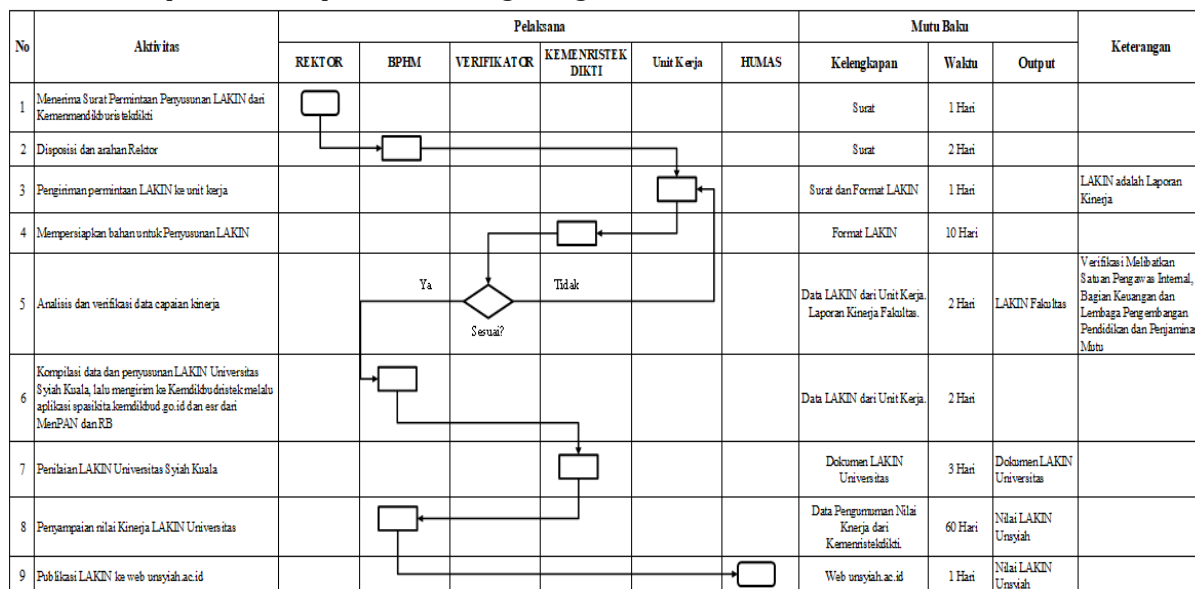 No
Aktivitas
Pelaksana
Mutu Baku
Keterangan
REKTOR
BPHM
VERIFIKATOR
KEMENRISTEK
DIKTI
Unit Kerja
HUMAS
Kelengkapan
Waktu
Output
1
Menerima Surat Permintaan Penyusunan LAKIN dari
Kemenmendikburistekdikti
Surat
1 Hari
2
Disposisi dan arahan Rektor
Surat
2 Hari
3
Pengiriman permintaan LAKIN ke unit kerja
Surat dan Format LAKIN
1 Hari
LAKIN adalah Laporan
Kinerja
4
Mempersiapkan bahan untuk Penyusunan LAKIN
Format LAKIN
10 Hari
5
Analisis dan verifikasi data capaian kinerja
Ya
Tidak
Sesuai?
Data LAKIN dari Unit Kerja.
Laporan Kinerja Fakultas.
2 Hari
LAKIN Fakultas
Verifikasi Melibatkan
Satuan Pengawas Internal,
Bagian Keuangan dan
Lembaga Pengembangan
Pendidikan dan Penjamina
Mutu
6
Kompilasi data dan penyusunan LAKIN Universitas
Syiah Kuala, lalu mengirim ke Kemdikbudristek melalu
aplikasi spasikita.kemdikbud.go.id dan esr dari
MenPAN dan RB
Data LAKIN dari Unit Kerja.
2 Hari
7
Penilaian LAKIN Universitas Syiah Kuala
Dokumen LAKIN
Universitas
3 Hari
Dokumen LAKIN
Universitas
8
Penyampaian nilai Kinerja LAKIN Universitas
Data Pengumuman Nilai
Knerja dari
Kemenristekdikti.
60 Hari
Nilai LAKIN
Unsyiah
9
Publikasi LAKIN ke web unsyiah.ac.id
Web unsyiah.ac.id
1 Hari
Nilai LAKIN
Unsyiah